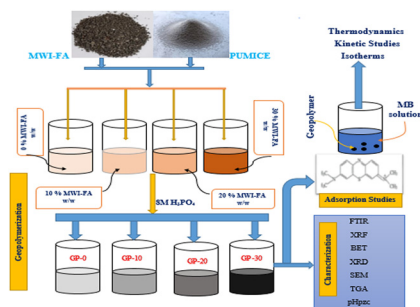 MWI-FA
PUMICE
0 % MWI-FA
w/w
10 % MWI-FA
w/w
20 % MWI-FA
w/w
30 % MWI-FA
w/w
Geopolymerization
8M H₃PO₄
GP-0
GP-10
GP-20
GP-30
Thermodynamics
Kinetic Studies
Isotherms
Geopolymer
MB
solution
Adsorption Studies
Characterization
FTIR
XRF
BET
XRD
SEM
TGA
pHpzc